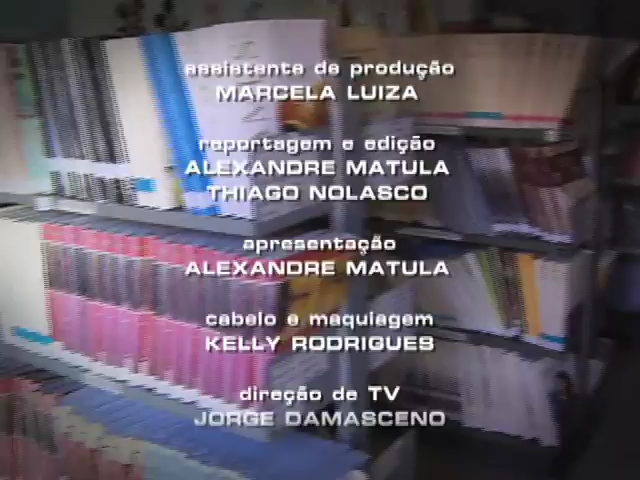 assistente de produção
MARCELA LUIZA
reportagem e edição
ALEXANDRE MATULA
THIAGO NOLASCO
apresentação
ALEXANDRE MATULA
cabelo e maquiagem
KELLY RODRIGUES
direção de TV
JORGE DAMASCENO